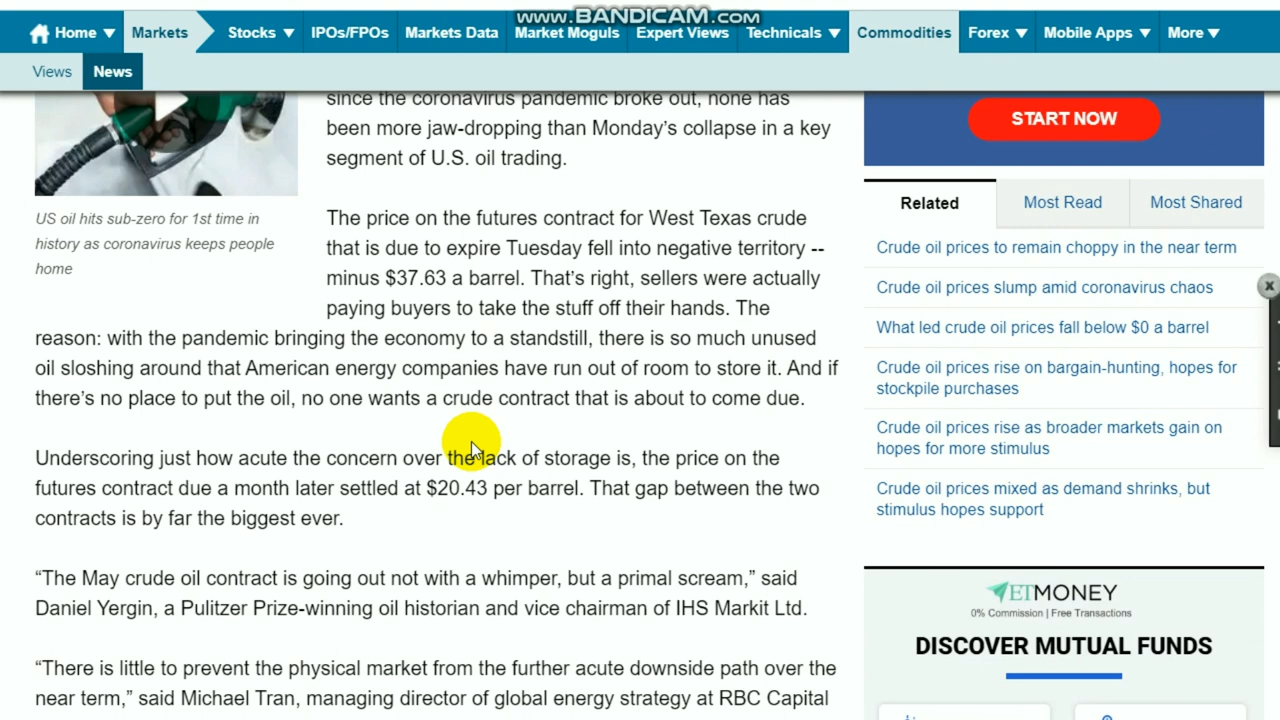 www.BANDICAM.com
Home Markets Stocks IPOs/FPOs Markets Data Market Moguls Expert Views Technicals Commodities Forex Mobile Apps More
Views News
since the coronavirus pandemic broke out, none has
been more jaw-dropping than Monday’s collapse in a key
segment of U.S. oil trading.
US oil hits sub-zero for 1st time in
history as coronavirus keeps people
home
The price on the futures contract for West Texas crude
that is due to expire Tuesday fell into negative territory --
minus $37.63 a barrel. That’s right, sellers were actually
paying buyers to take the stuff off their hands. The
reason: with the pandemic bringing the economy to a standstill, there is so much unused
oil sloshing around that American energy companies have run out of room to store it. And if
there’s no place to put the oil, no one wants a crude contract that is about to come due.
Underscoring just how acute the concern over the lack of storage is, the price on the
futures contract due a month later settled at $20.43 per barrel. That gap between the two
contracts is by far the biggest ever.
“The May crude oil contract is going out not with a whimper, but a primal scream,” said
Daniel Yergin, a Pulitzer Prize-winning oil historian and vice chairman of IHS Markit Ltd.
“There is little to prevent the physical market from the further acute downside path over the
near term,” said Michael Tran, managing director of global energy strategy at RBC Capital
START NOW
Related Most Read Most Shared
Crude oil prices to remain choppy in the near term
Crude oil prices slump amid coronavirus chaos
What led crude oil prices fall below $0 a barrel
Crude oil prices rise on bargain-hunting, hopes for
stockpile purchases
Crude oil prices rise as broader markets gain on
hopes for more stimulus
Crude oil prices mixed as demand shrinks, but
stimulus hopes support
ETMONEY
0% Commission | Free Transactions
DISCOVER MUTUAL FUNDS